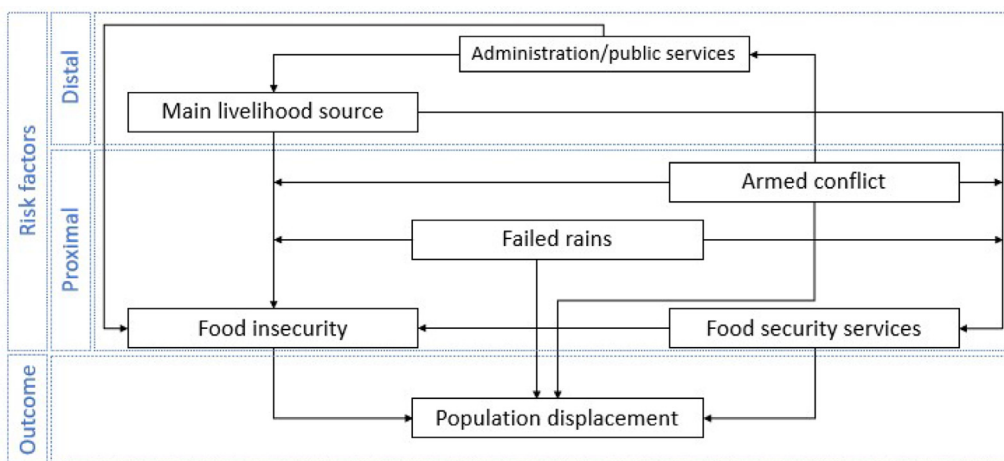 Risk factors
Distal
Administration/public services
Main livelihood source
Proximal
Armed conflict
Failed rains
Food insecurity
Food security services
Outcome
Population displacement